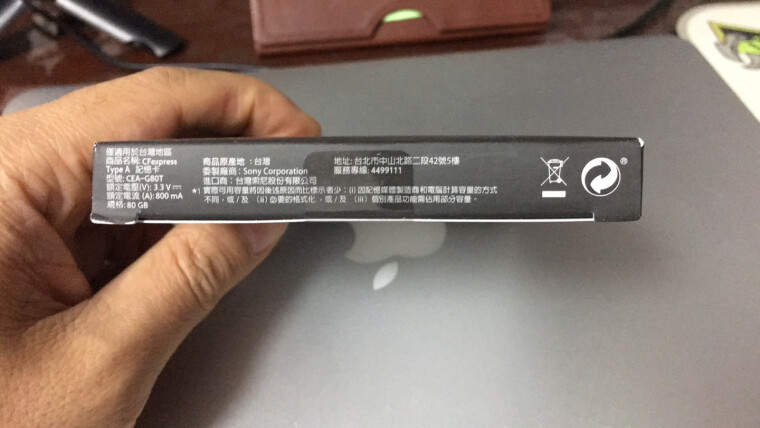 僅適用於台灣地區
商品名稱: CFexpress
Type A 記憶卡
型號: CEA-G80T
額定電壓(V): 3.3 V
額定電流 (A): 800 mA
規格: 80 GB
商品原產地 : 台灣
委製廠商 : Sony Corporation
進口商 : 台灣索尼股份有限公司
地址: 台北市中山北路二段42號5樓
服務專線: 4499111
*1 實際可用容量將因後述原因而比標示者少 : (i) 因記憶媒體製造商和電腦計算容量的方式
不同, 或 / 及 (ii) 必要的格式化 , 或 / 及 (iii) 個別產品功能需佔用部分容量。
®